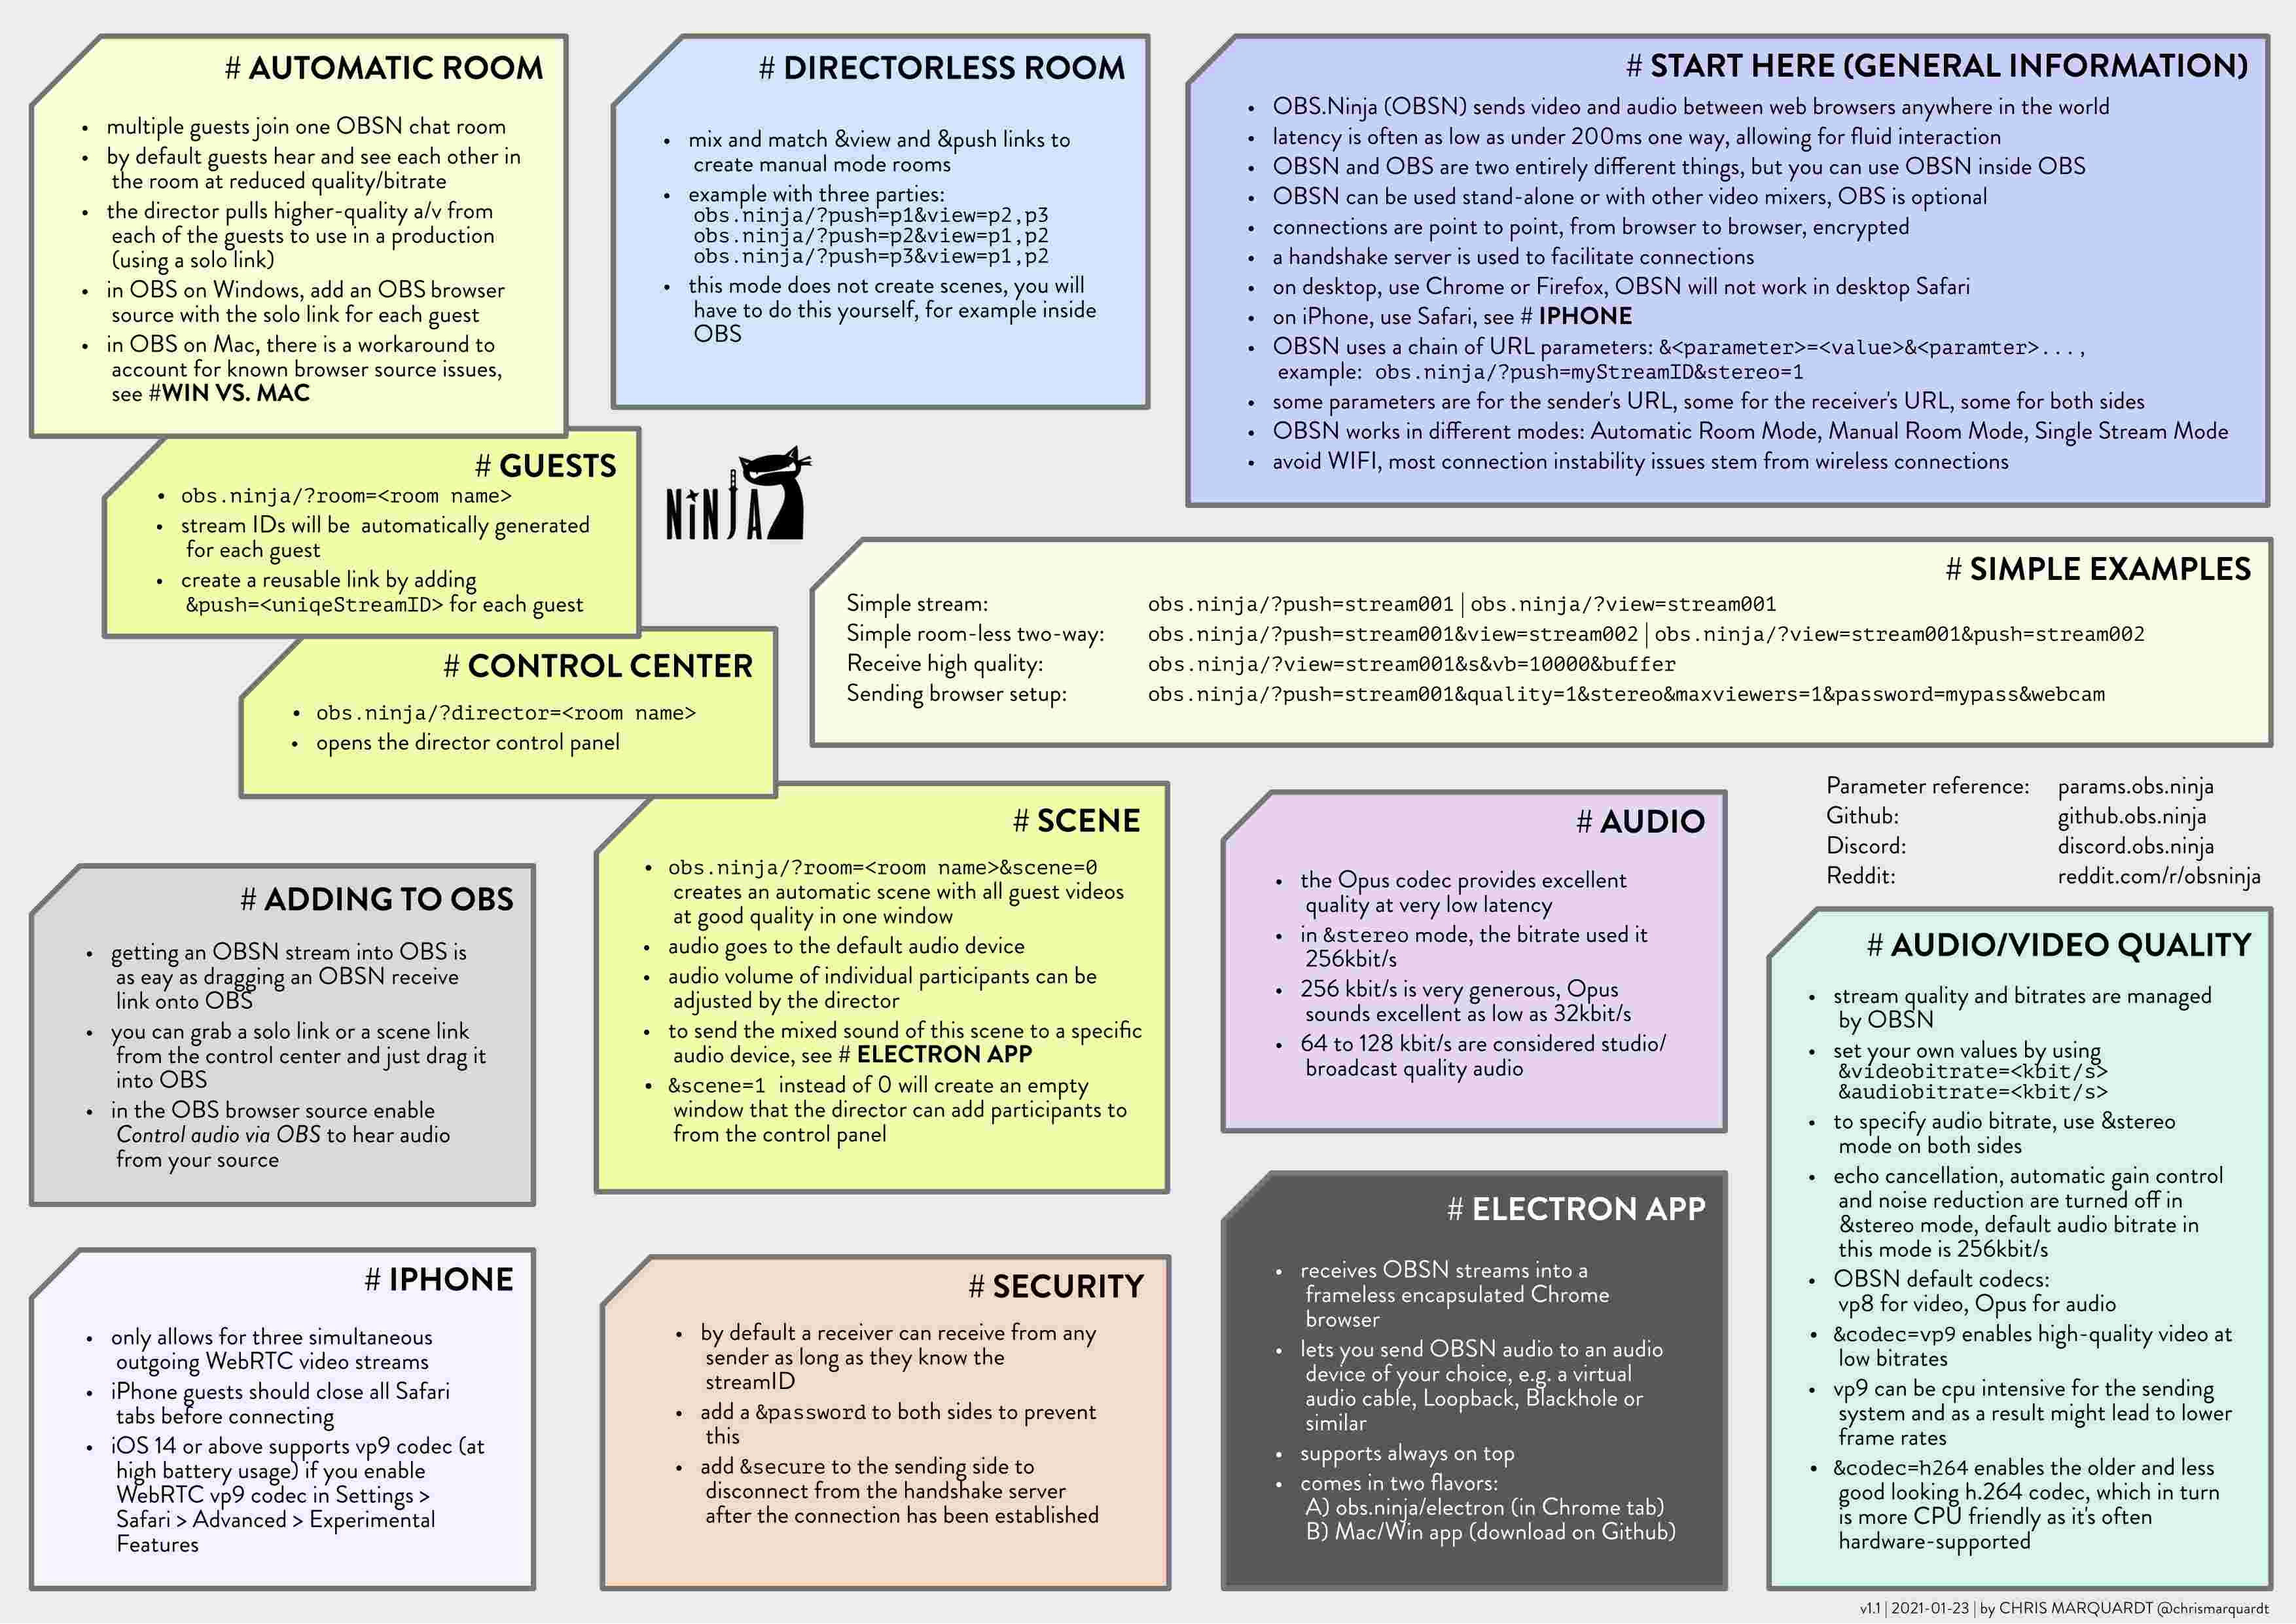 # AUTOMATIC ROOM
• multiple guests join one OBSN chat room
• by default guests hear and see each other in
the room at reduced quality/bitrate
• the director pulls higher-quality a/v from
each of the guests to use in a production
(using a solo link)
• in OBS on Windows, add an OBS browser
source with the solo link for each guest
• in OBS on Mac, there is a workaround to
account for known browser source issues,
see #WIN VS. MAC
# GUESTS
• obs.ninja/?room=<room name>
• stream IDs will be automatically generated
for each guest
• create a reusable link by adding
&push=<uniqeStreamID> for each guest
# CONTROL CENTER
• obs.ninja/?director=<room name>
• opens the director control panel
# SCENE
• obs.ninja/?room=<room name>&scene=0
creates an automatic scene with all guest videos
at good quality in one window
• audio goes to the default audio device
• audio volume of individual participants can be
adjusted by the director
• to send the mixed sound of this scene to a specific
audio device, see # ELECTRON APP
• &scene=1 instead of 0 will create an empty
window that the director can add participants to
from the control panel
# DIRECTORLESS ROOM
• mix and match &view and &push links to
create manual mode rooms
• example with three parties:
obs.ninja/?push=p1&view=p2,p3
obs.ninja/?push=p2&view=p1,p2
obs.ninja/?push=p3&view=p1,p2
• this mode does not create scenes, you will
have to do this yourself, for example inside
OBS
NiNJA
# START HERE (GENERAL INFORMATION)
• OBS.Ninja (OBSN) sends video and audio between web browsers anywhere in the world
• latency is often as low as under 200ms one way, allowing for fluid interaction
• OBSN and OBS are two entirely different things, but you can use OBSN inside OBS
• OBSN can be used stand-alone or with other video mixers, OBS is optional
• connections are point to point, from browser to browser, encrypted
• a handshake server is used to facilitate connections
• on desktop, use Chrome or Firefox, OBSN will not work in desktop Safari
• on iPhone, use Safari, see # IPHONE
• OBSN uses a chain of URL parameters: &<parameter>=<value>&<paramter>...,
example: obs.ninja/?push=myStreamID&stereo=1
• some parameters are for the sender's URL, some for the receiver's URL, some for both sides
• OBSN works in different modes: Automatic Room Mode, Manual Room Mode, Single Stream Mode
• avoid WIFI, most connection instability issues stem from wireless connections
# SIMPLE EXAMPLES
Simple stream: obs.ninja/?push=stream001 | obs.ninja/?view=stream001
Simple room-less two-way: obs.ninja/?push=stream001&view=stream002 | obs.ninja/?view=stream001&push=stream002
Receive high quality: obs.ninja/?view=stream001&s&vb=10000&buffer
Sending browser setup: obs.ninja/?push=stream001&quality=1&stereo&maxviewers=1&password=mypass&webcam
Parameter reference: params.obs.ninja
Github: github.obs.ninja
Discord: discord.obs.ninja
Reddit: reddit.com/r/obsninja
# ADDING TO OBS
• getting an OBSN stream into OBS is
as eay as dragging an OBSN receive
link onto OBS
• you can grab a solo link or a scene link
from the control center and just drag it
into OBS
• in the OBS browser source enable
Control audio via OBS to hear audio
from your source
# AUDIO
• the Opus codec provides excellent
quality at very low latency
• in &stereo mode, the bitrate used it
256kbit/s
• 256 kbit/s is very generous, Opus
sounds excellent as low as 32kbit/s
• 64 to 128 kbit/s are considered studio/
broadcast quality audio
# AUDIO/VIDEO QUALITY
• stream quality and bitrates are managed
by OBSN
• set your own values by using
&videobitrate=<kbit/s>
&audiobitrate=<kbit/s>
• to specify audio bitrate, use &stereo
mode on both sides
• echo cancellation, automatic gain control
and noise reduction are turned off in
&stereo mode, default audio bitrate in
this mode is 256kbit/s
• OBSN default codecs:
vp8 for video, Opus for audio
• &codec=vp9 enables high-quality video at
low bitrates
• vp9 can be cpu intensive for the sending
system and as a result might lead to lower
frame rates
• &codec=h264 enables the older and less
good looking h.264 codec, which in turn
is more CPU friendly as it's often
hardware-supported
# IPHONE
• only allows for three simultaneous
outgoing WebRTC video streams
• iPhone guests should close all Safari
tabs before connecting
• iOS 14 or above supports vp9 codec (at
high battery usage) if you enable
WebRTC vp9 codec in Settings >
Safari > Advanced > Experimental
Features
# SECURITY
• by default a receiver can receive from any
sender as long as they know the
streamID
• add a &password to both sides to prevent
this
• add &secure to the sending side to
disconnect from the handshake server
after the connection has been established
# ELECTRON APP
• receives OBSN streams into a
frameless encapsulated Chrome
browser
• lets you send OBSN audio to an audio
device of your choice, e.g. a virtual
audio cable, Loopback, Blackhole or
similar
• supports always on top
• comes in two flavors:
A) obs.ninja/electron (in Chrome tab)
B) Mac/Win app (download on Github)
v1.1 | 2021-01-23 | by CHRIS MARQUARDT @chrismarquardt